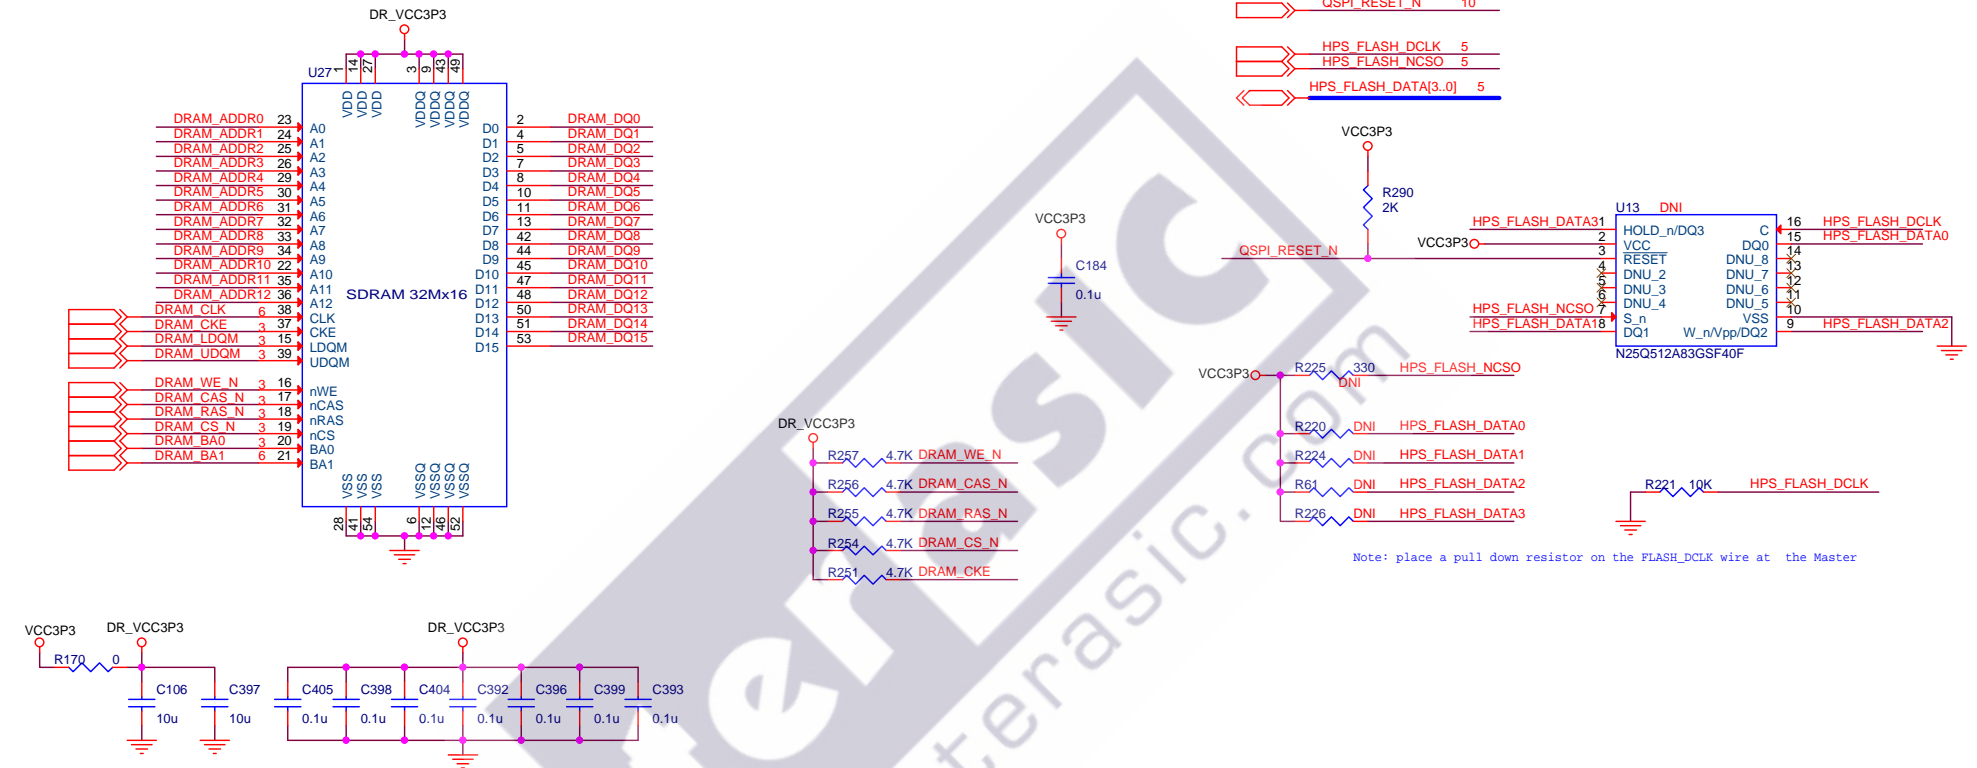 DR_VCC3P3
U27
1 14 27 3 9 43 49
VDD VDD VDD VDDQ VDDQ VDDQ VDDQ
DRAM_ADDR0 23 A0 D0 2 DRAM_DQ0
DRAM_ADDR1 24 A1 D1 4 DRAM_DQ1
DRAM_ADDR2 25 A2 D2 5 DRAM_DQ2
DRAM_ADDR3 26 A3 D3 7 DRAM_DQ3
DRAM_ADDR4 29 A4 D4 8 DRAM_DQ4
DRAM_ADDR5 30 A5 D5 10 DRAM_DQ5
DRAM_ADDR6 31 A6 D6 11 DRAM_DQ6
DRAM_ADDR7 32 A7 D7 13 DRAM_DQ7
DRAM_ADDR8 33 A8 D8 42 DRAM_DQ8
DRAM_ADDR9 34 A9 D9 44 DRAM_DQ9
DRAM_ADDR10 22 A10 D10 45 DRAM_DQ10
DRAM_ADDR11 35 A11 D11 47 DRAM_DQ11
DRAM_ADDR12 36 A12 D12 48 DRAM_DQ12
SDRAM 32Mx16
DRAM_CLK 6 38 CLK D13 50 DRAM_DQ13
DRAM_CKE 3 37 CKE D14 51 DRAM_DQ14
DRAM_LDQM 3 15 LDQM D15 53 DRAM_DQ15
DRAM_UDQM 3 39 UDQM
DRAM_WE_N 3 16 nWE
DRAM_CAS_N 3 17 nCAS
DRAM_RAS_N 3 18 nRAS
DRAM_CS_N 3 19 nCS
DRAM_BA0 3 20 BA0
DRAM_BA1 6 21 BA1
VSS VSS VSS VSSQ VSSQ VSSQ VSSQ
28 41 54 6 12 46 52
VCC3P3 DR_VCC3P3 DR_VCC3P3
R170 0
C106 C397 C405 C398 C404 C392 C396 C399 C393
10u 10u 0.1u 0.1u 0.1u 0.1u 0.1u 0.1u 0.1u
DR_VCC3P3
R257 4.7K DRAM_WE_N
R256 4.7K DRAM_CAS_N
R255 4.7K DRAM_RAS_N
R254 4.7K DRAM_CS_N
R251 4.7K DRAM_CKE
VCC3P3
C184
0.1u
QSPI_RESET_N 10
HPS_FLASH_DCLK 5
HPS_FLASH_NCSO 5
HPS_FLASH_DATA[3..0] 5
VCC3P3
R290
2K
QSPI_RESET_N
U13 DNI
HPS_FLASH_DATA3 1 HOLD_n/DQ3 C 16 HPS_FLASH_DCLK
VCC3P3 2 VCC DQ0 15 HPS_FLASH_DATA0
3 RESET DNU_8 14
4 DNU_2 DNU_7 13
5 DNU_3 DNU_6 12
6 DNU_4 DNU_5 11
HPS_FLASH_NCSO 7 S_n VSS 10
HPS_FLASH_DATA1 8 DQ1 W_n/Vpp/DQ2 9 HPS_FLASH_DATA2
N25Q512A83GSF40F
VCC3P3
R225 330 HPS_FLASH_NCSO
DNI
R220 DNI HPS_FLASH_DATA0
R224 DNI HPS_FLASH_DATA1
R61 DNI HPS_FLASH_DATA2
R226 DNI HPS_FLASH_DATA3
R221 10K HPS_FLASH_DCLK
Note: place a pull down resistor on the FLASH_DCLK wire at the Master
terasic
terasic.com